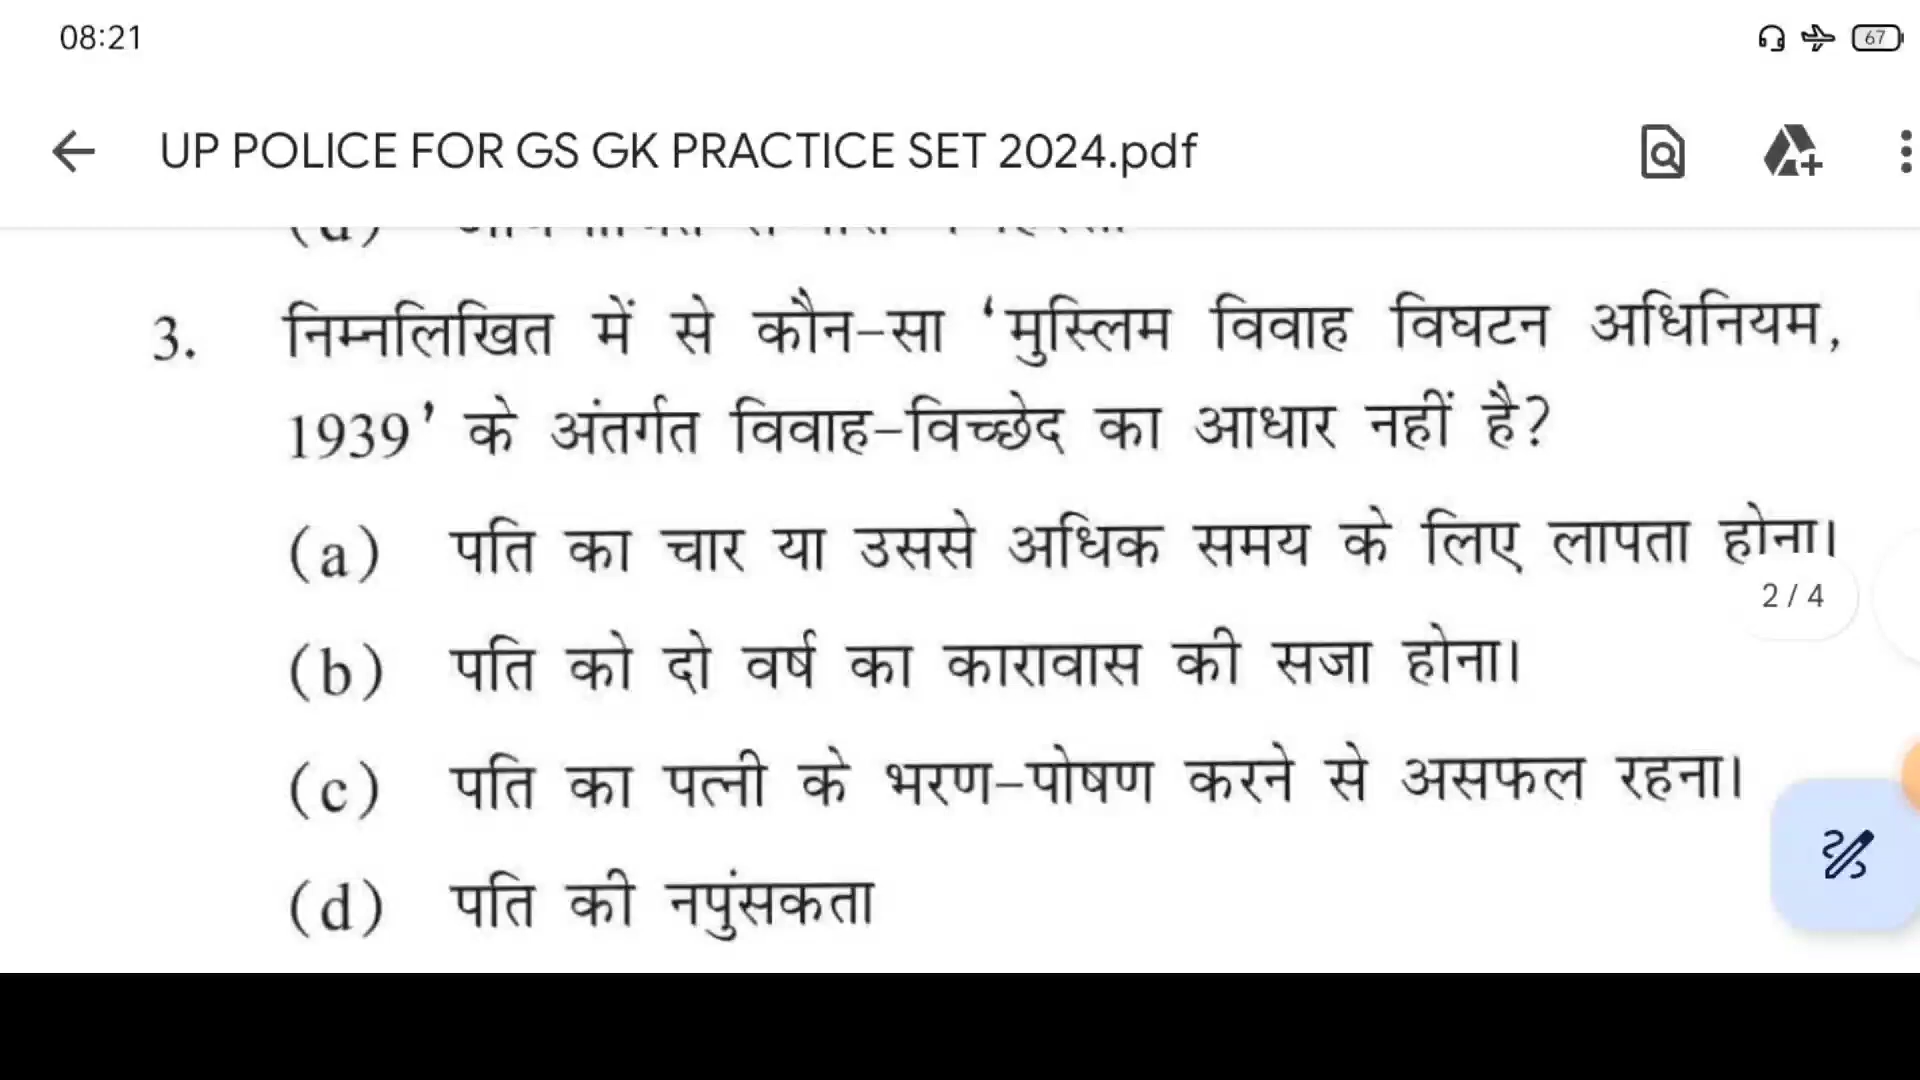 08:21
67
UP POLICE FOR GS GK PRACTICE SET 2024.pdf
3. निम्नलिखित में से कौन-सा ‘मुस्लिम विवाह विघटन अधिनियम,
1939’ के अंतर्गत विवाह-विच्छेद का आधार नहीं है?
(a) पति का चार या उससे अधिक समय के लिए लापता होना।
2 / 4
(b) पति को दो वर्ष का कारावास की सजा होना।
(c) पति का पत्नी के भरण-पोषण करने से असफल रहना।
(d) पति की नपुंसकता